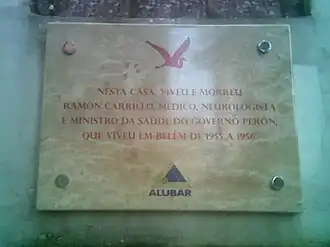 NESTA CASA, VIVEU E MORREU
RAMÓN CARRILLO, MÉDICO, NEUROLOGISTA
E MINISTRO DA SAÚDE DO GOVERNO PERÓN,
QUE VIVEU EM BELÉM DE 1955 A 1956
ALUBAR